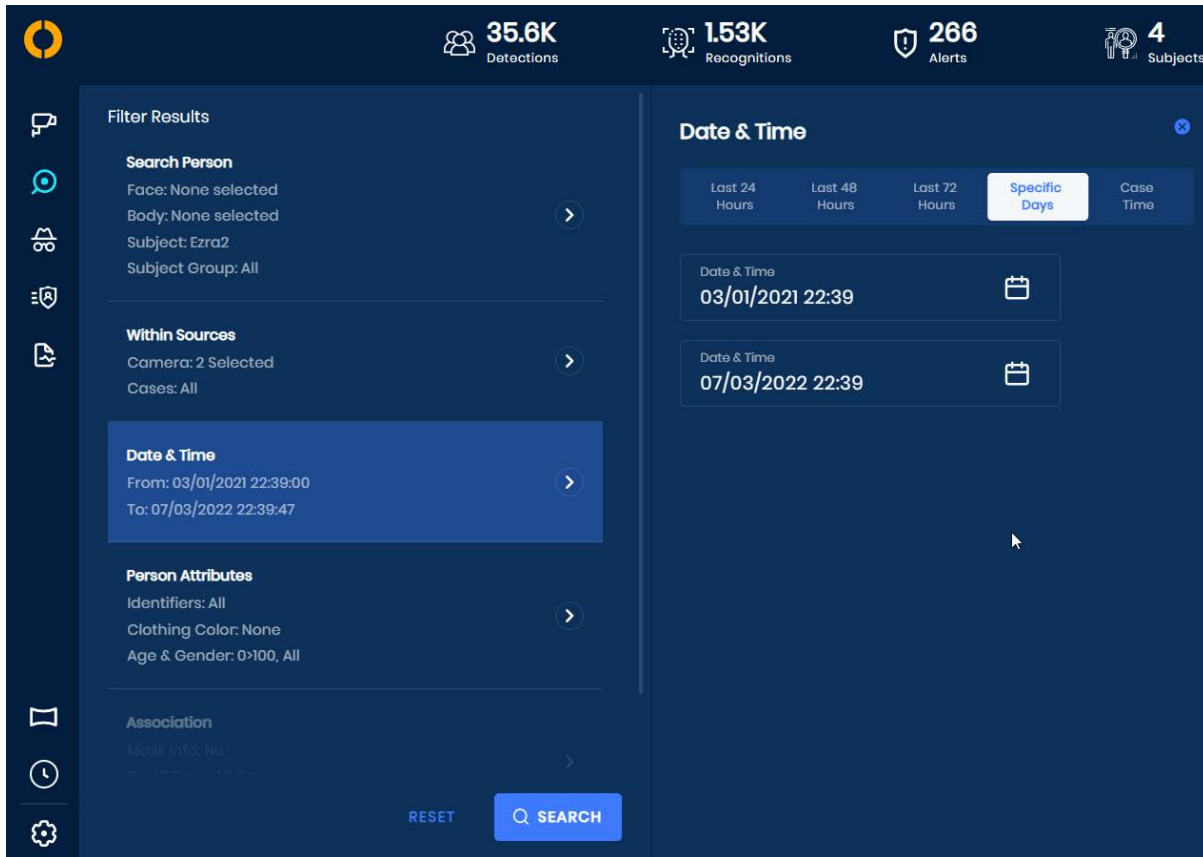 35.6K
Detections
1.53K
Recognitions
266
Alerts
4
Subjects
Filter Results
Search Person
Face: None selected
Body: None selected
Subject: Ezra2
Subject Group: All
Within Sources
Camera: 2 Selected
Cases: All
Date & Time
From: 03/01/2021 22:39:00
To: 07/03/2022 22:39:47
Person Attributes
Identifiers: All
Clothing Color: None
Age & Gender: 0>100, All
Association
Mask Info: No
RESET
SEARCH
Date & Time
Last 24
Hours
Last 48
Hours
Last 72
Hours
Specific
Days
Case
Time
Date & Time
03/01/2021 22:39
Date & Time
07/03/2022 22:39